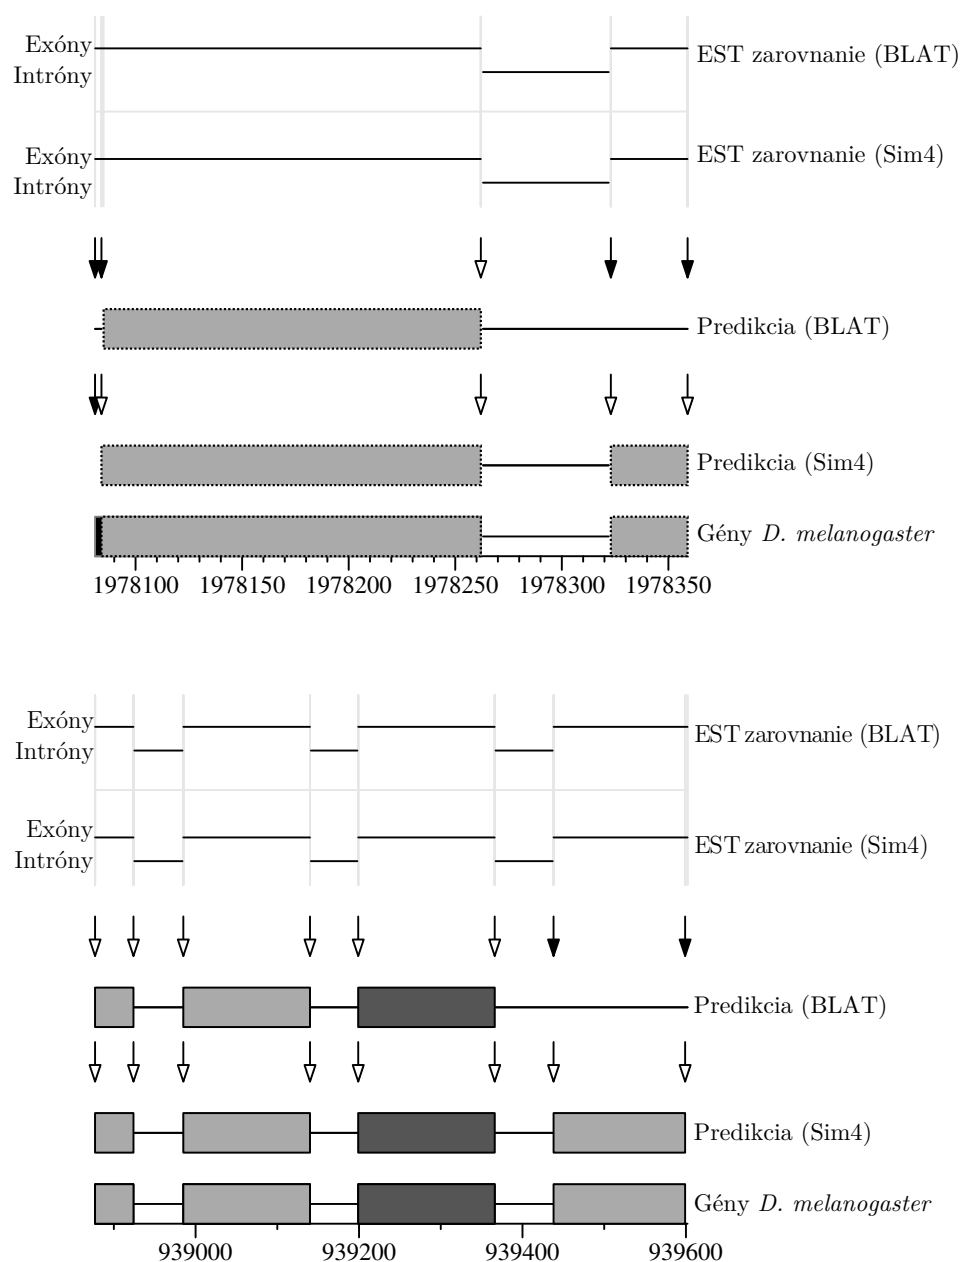 Exóny
Intróny
EST zarovnanie (BLAT)
Exóny
Intróny
EST zarovnanie (Sim4)
Predikcia (BLAT)
Predikcia (Sim4)
Gény D. melanogaster
1978100 1978150 1978200 1978250 1978300 1978350
Exóny
Intróny
EST zarovnanie (BLAT)
Exóny
Intróny
EST zarovnanie (Sim4)
Predikcia (BLAT)
Predikcia (Sim4)
Gény D. melanogaster
939000 939200 939400 939600